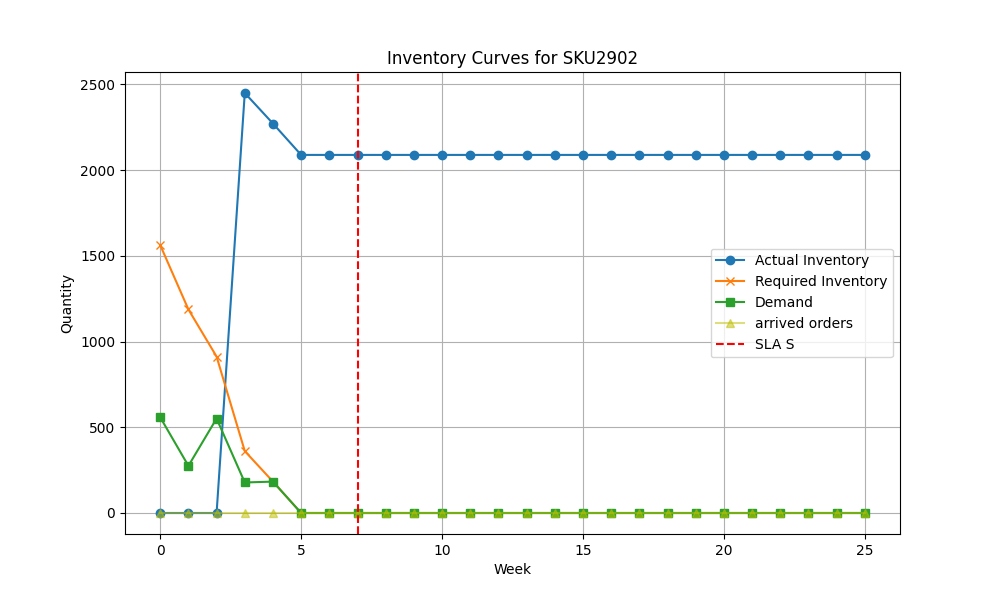 Inventory Curves for SKU2902
Quantity
2500
2000
1500
1000
500
0
Actual Inventory
Required Inventory
Demand
arrived orders
SLA S
0 5 10 15 20 25
Week